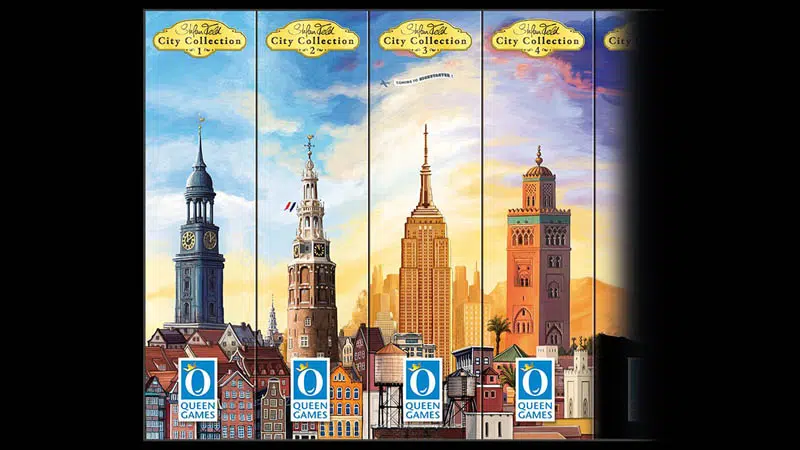 Stefan Feld
City Collection
1
Stefan Feld
City Collection
2
Stefan Feld
City Collection
3
Stefan Feld
City Collection
4
COMING TO KICKSTARTER!
QUEEN
GAMES
QUEEN
GAMES
QUEEN
GAMES
QUEEN
GAMES